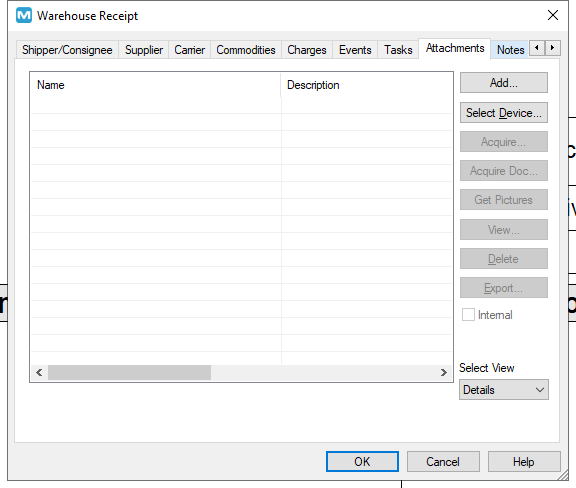 Warehouse Receipt
Shipper/Consignee Supplier Carrier Commodities Charges Events Tasks Attachments Notes
Name Description
Add...
Select Device...
Acquire...
Acquire Doc...
Get Pictures
View...
Delete
Export...
Internal
Select View
Details
OK Cancel Help